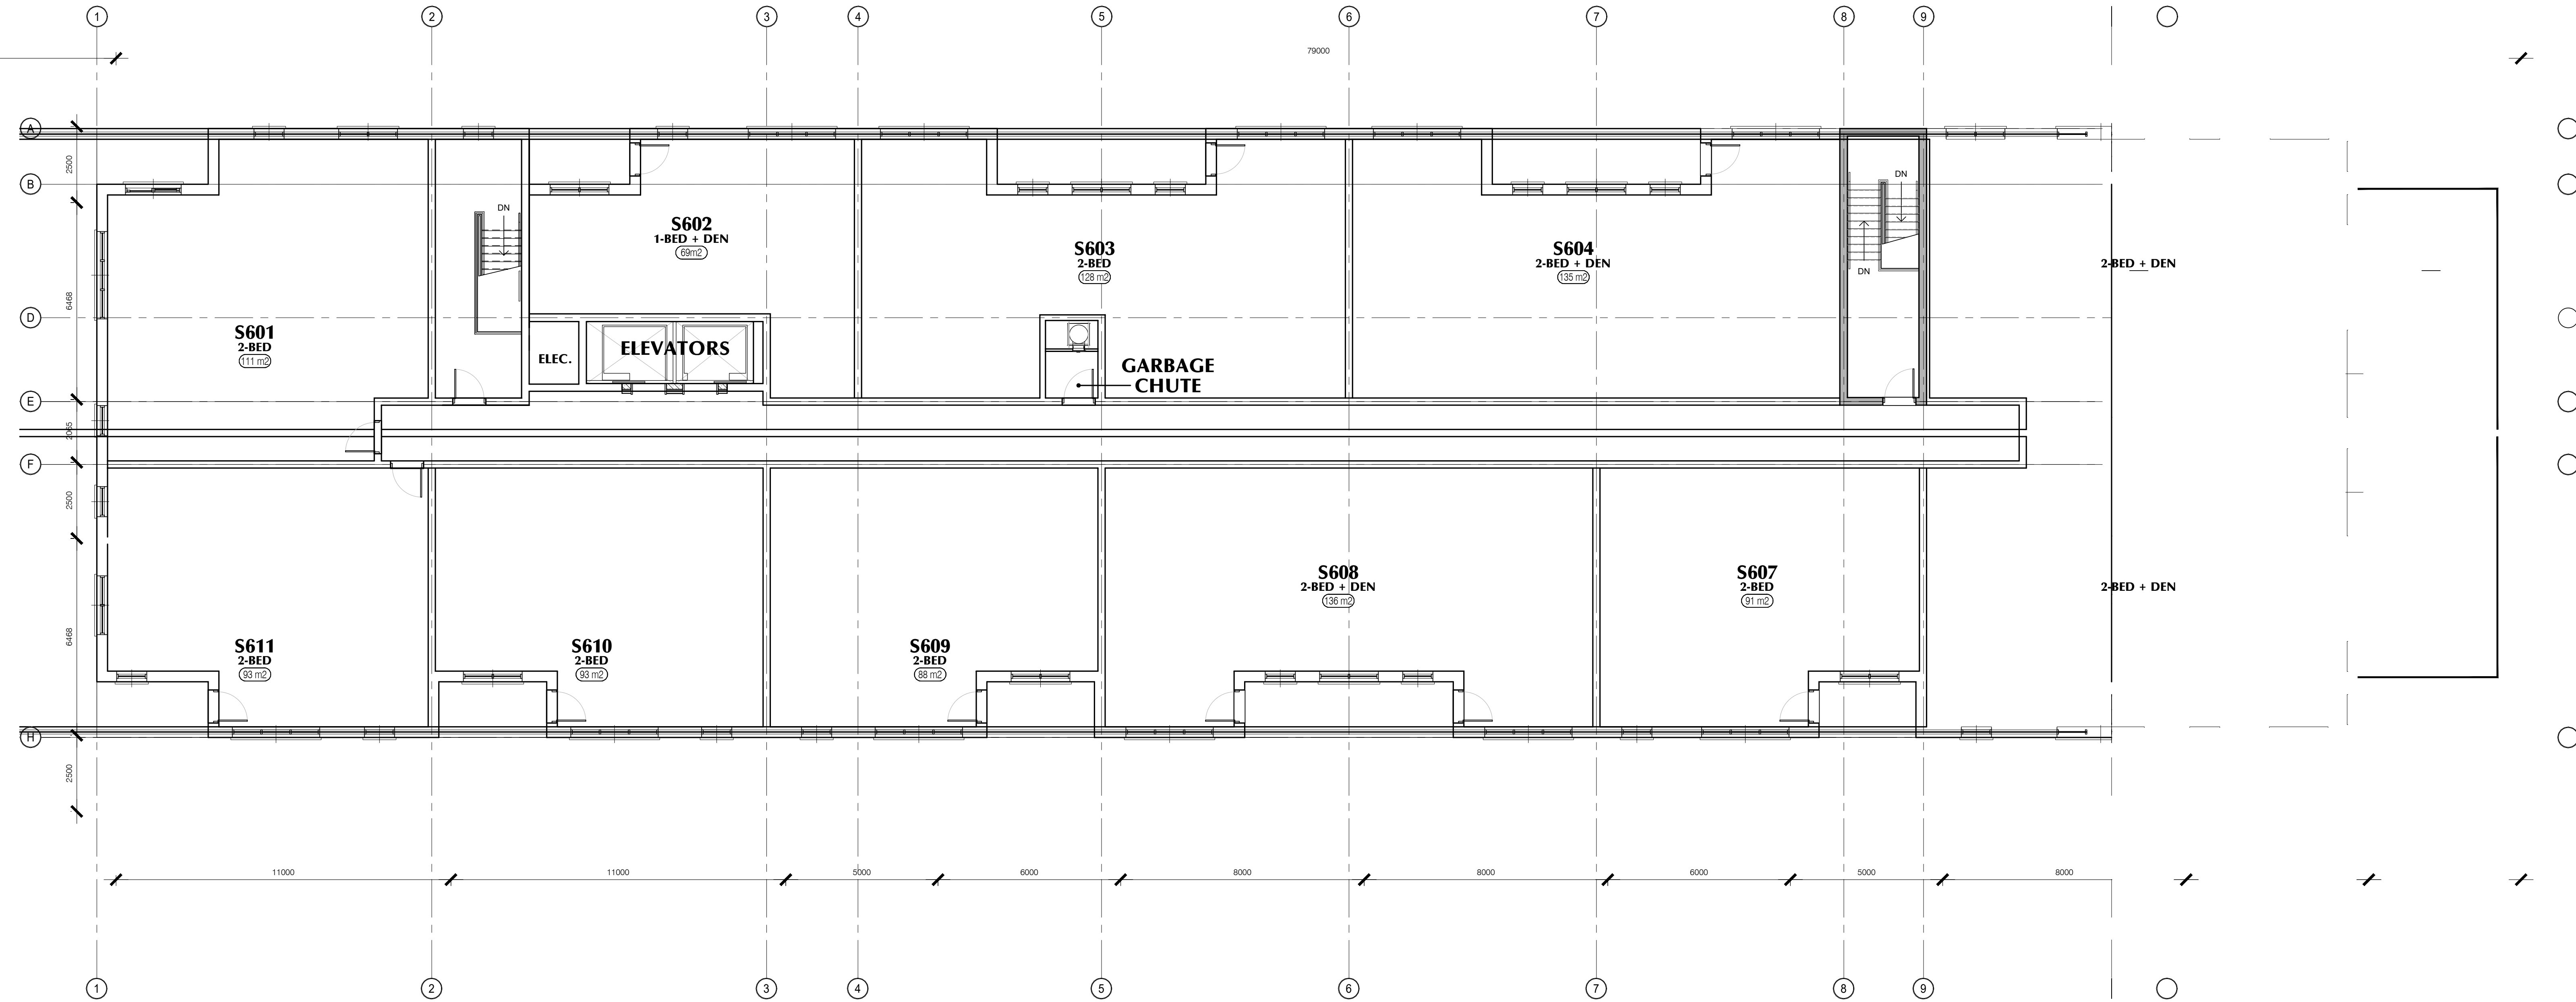 1 2 3 4 5 6 7 8 9
79000
A
2500
B
DN
DN
S602
1-BED + DEN
69m2
S603
2-BED
128 m2
S604
2-BED + DEN
135 m2
2-BED + DEN
DN
6468
D
S601
2-BED
111 m2
ELEC.
ELEVATORS
GARBAGE
CHUTE
E
2065
F
2500
S608
2-BED + DEN
136 m2
S607
2-BED
91 m2
2-BED + DEN
6468
S611
2-BED
93 m2
S610
2-BED
93 m2
S609
2-BED
88 m2
H
2500
11000 11000 5000 6000 8000 8000 6000 5000 8000
1 2 3 4 5 6 7 8 9